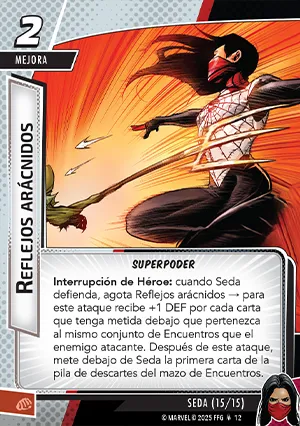 2
MEJORA
REFLEJOS ARÁCNIDOS
SUPERPODER
Interrupción de Héroe: cuando Seda
defienda, agota Reflejos arácnidos → para
este ataque recibe +1 DEF por cada carta
que tenga metida debajo que pertenezca
al mismo conjunto de Encuentros que el
enemigo atacante. Después de este ataque,
mete debajo de Seda la primera carta de la
pila de descartes del mazo de Encuentros.
SEDA (15/15)
© MARVEL © 2025 FFG 12